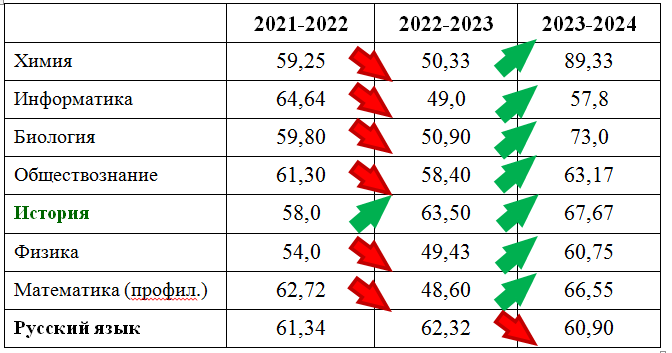 2021-2022 2022-2023 2023-2024
Химия 59,25 50,33 89,33
Информатика 64,64 49,0 57,8
Биология 59,80 50,90 73,0
Обществознание 61,30 58,40 63,17
История 58,0 63,50 67,67
Физика 54,0 49,43 60,75
Математика (профил.) 62,72 48,60 66,55
Русский язык 61,34 62,32 60,90